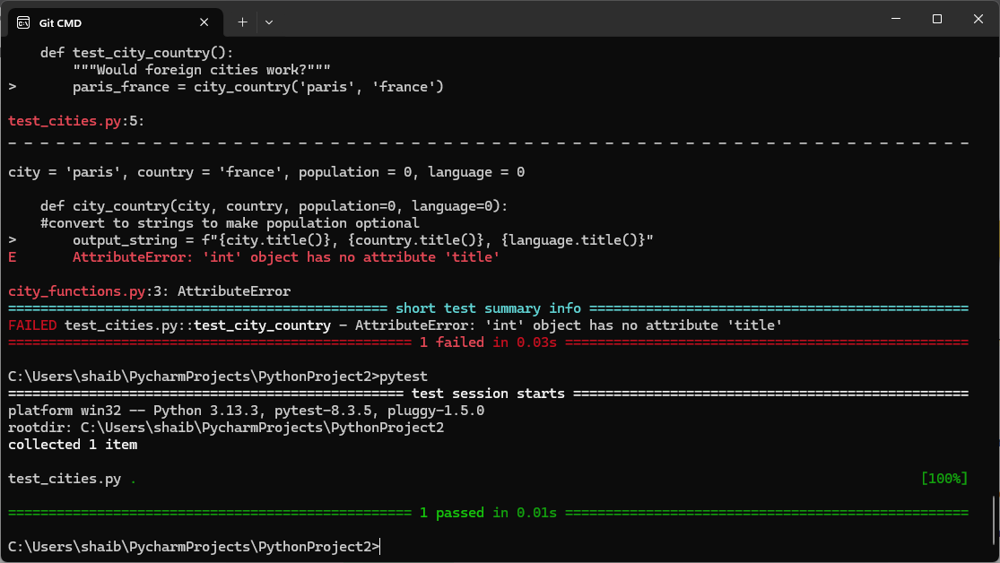 Git CMD
    def test_city_country():
        """Would foreign cities work?"""
>       paris_france = city_country('paris', 'france')
test_cities.py:5:
_ _ _ _ _ _ _ _ _ _ _ _ _ _ _ _ _ _ _ _ _ _ _ _ _ _ _ _ _ _ _ _ _ _ _ _ _ _ _ _ _ _ _ _ _ _ _ _ _ _ _ _ _ _ _ _ _ _ _ _
city = 'paris', country = 'france', population = 0, language = 0
    def city_country(city, country, population=0, language=0):
    #convert to strings to make population optional
>       output_string = f"{city.title()}, {country.title()}, {language.title()}"
E       AttributeError: 'int' object has no attribute 'title'
city_functions.py:3: AttributeError
=============================================== short test summary info ===============================================
FAILED test_cities.py::test_city_country - AttributeError: 'int' object has no attribute 'title'
================================================== 1 failed in 0.03s ==================================================
C:\Users\shaib\PycharmProjects\PythonProject2>pytest
================================================= test session starts =================================================
platform win32 -- Python 3.13.3, pytest-8.3.5, pluggy-1.5.0
rootdir: C:\Users\shaib\PycharmProjects\PythonProject2
collected 1 item
test_cities.py . [100%]
================================================== 1 passed in 0.01s ==================================================
C:\Users\shaib\PycharmProjects\PythonProject2>